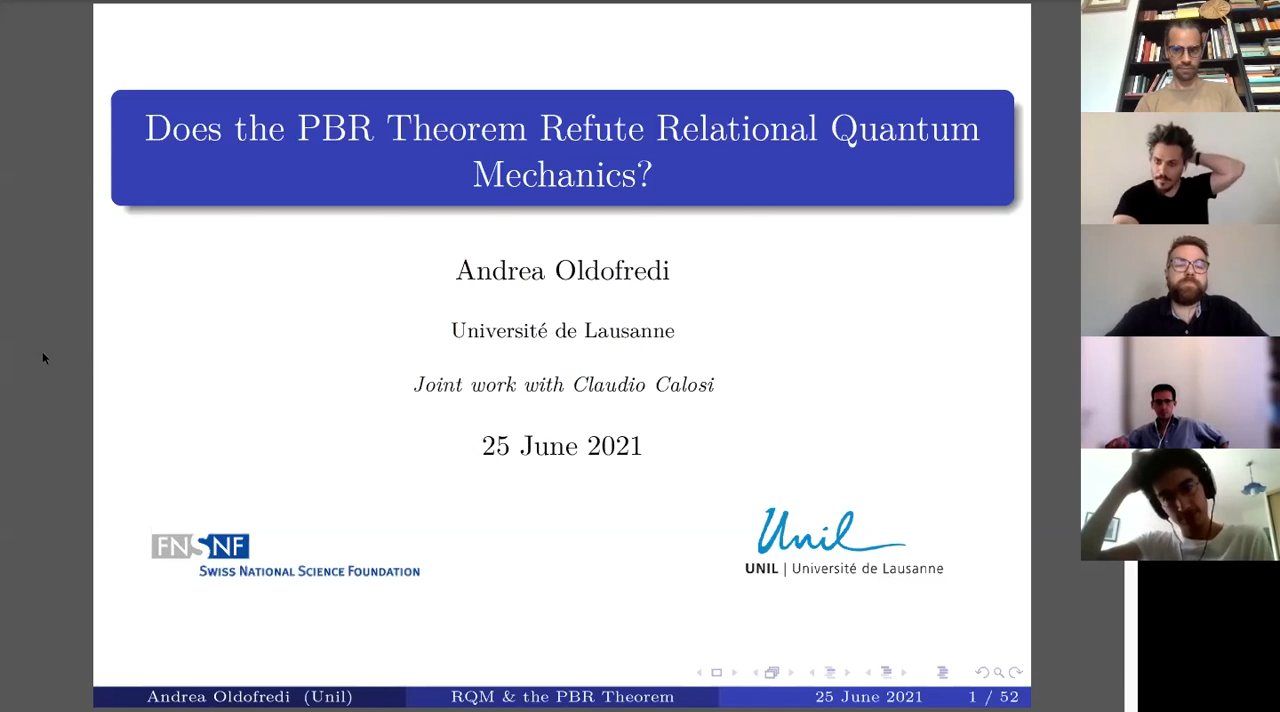 Does the PBR Theorem Refute Relational Quantum
Mechanics?
Andrea Oldofredi
Université de Lausanne
Joint work with Claudio Calosi
25 June 2021
FNSNF
SWISS NATIONAL SCIENCE FOUNDATION
Unil
UNIL | Université de Lausanne
Andrea Oldofredi (Unil) RQM & the PBR Theorem 25 June 2021 1 / 52